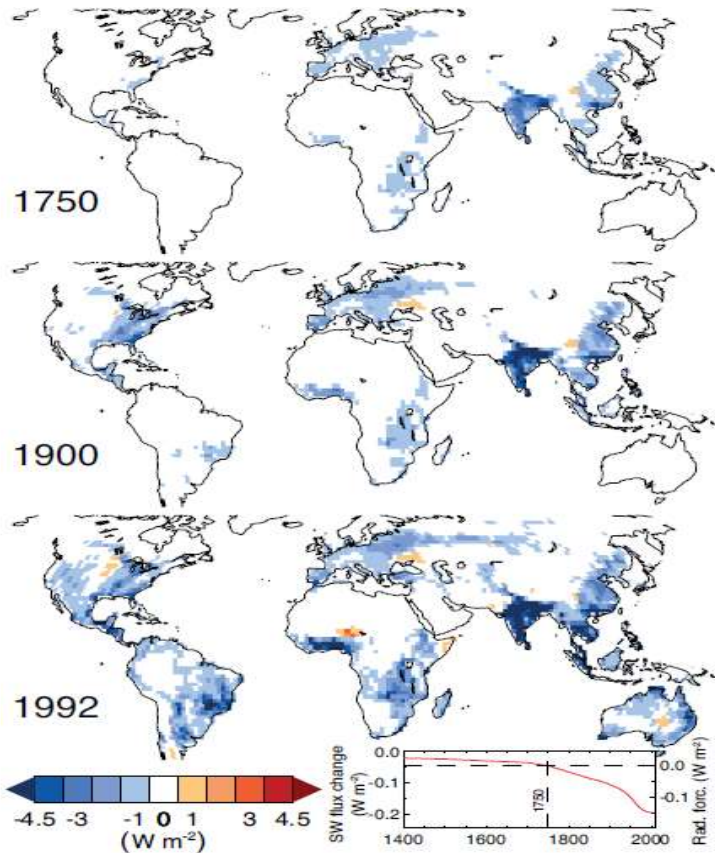 1750
1900
1992
-4.5 -3 -1 0 1 3 4.5
(W m-2)
SW flux change
(W m-2)
0.0
-0.1
-0.2
1750
0.0
-0.1
Rad. forc. (W m-2)
1400 1600 1800 2000